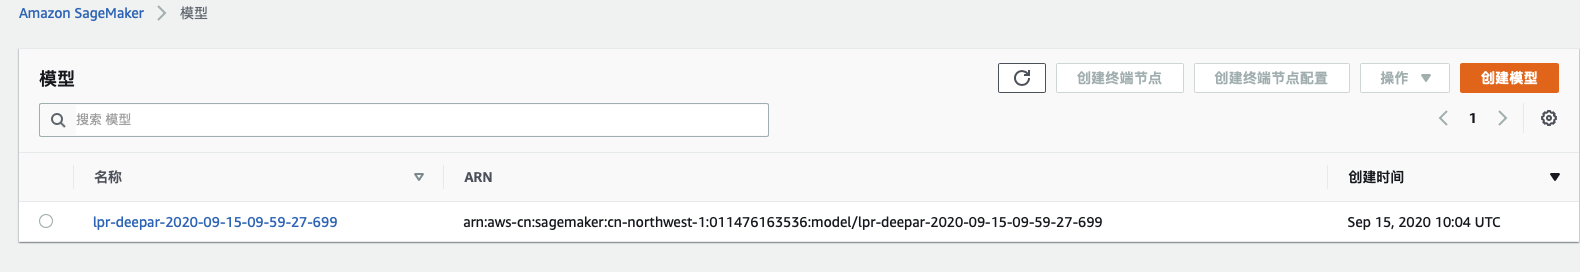 Amazon SageMaker > 模型
模型
创建终端节点 创建终端节点配置 操作 创建模型
搜索 模型
1
名称 ARN 创建时间
lpr-deepar-2020-09-15-09-59-27-699 arn:aws-cn:sagemaker:cn-northwest-1:011476163536:model/lpr-deepar-2020-09-15-09-59-27-699 Sep 15, 2020 10:04 UTC